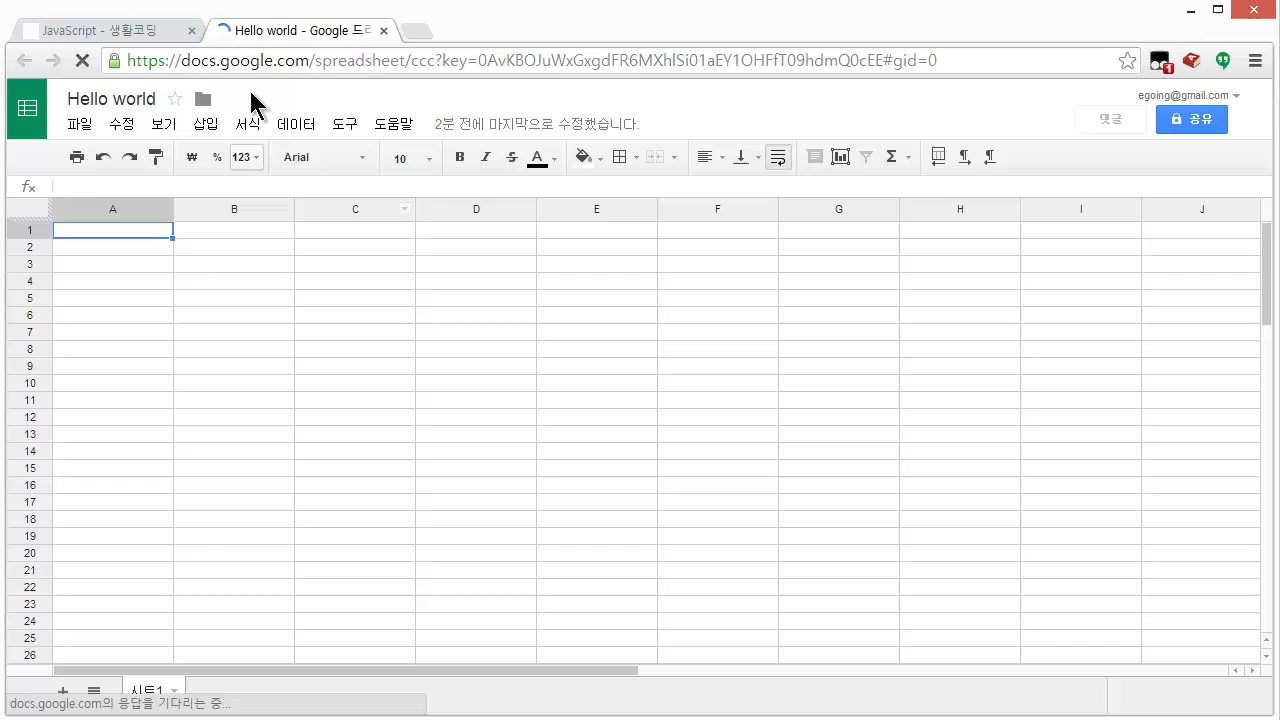 JavaScript - 생활코딩
Hello world - Google 드라
https://docs.google.com/spreadsheet/ccc?key=0AvKBOJuWxGxgdFR6MXhlSi01aEY1OHFfT09hdmQ0cEE#gid=0
1
Hello world
egoing@gmail.com
파일 수정 보기 삽입 서식 데이터 도구 도움말 2분 전에 마지막으로 수정했습니다.
댓글 공유
₩ % 123 Arial 10 B I S A Σ
fx
A B C D E F G H I J
1
2
3
4
5
6
7
8
9
10
11
12
13
14
15
16
17
18
19
20
21
22
23
24
25
26
시트1
docs.google.com의 응답을 기다리는 중...